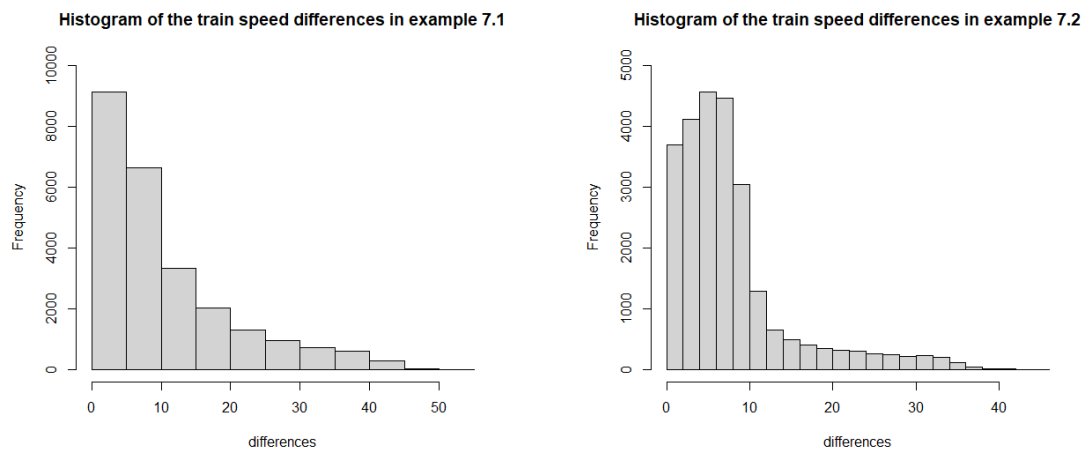 Histogram of the train speed differences in example 7.1
Frequency
0
2000
4000
6000
8000
10000
0 10 20 30 40 50
differences
Histogram of the train speed differences in example 7.2
Frequency
0
1000
2000
3000
4000
5000
0 10 20 30 40
differences